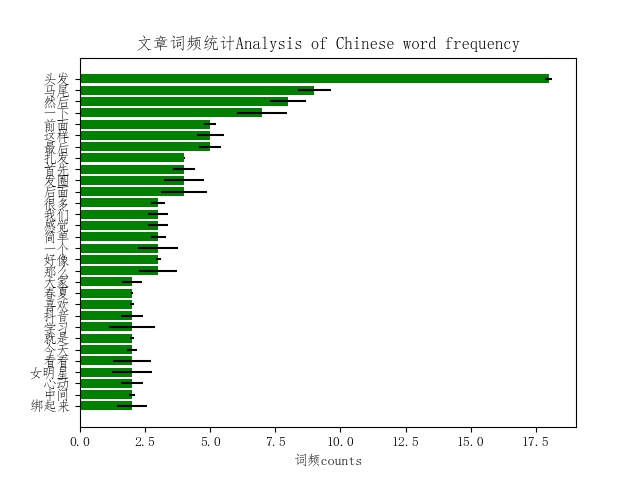 文章词频统计Analysis of Chinese word frequency
头发
马尾
然后
一下
前面
这样
最后
扎发
首先
发圈
后面
很多
我们
感觉
简单
一个
好像
那么
大家
春夏
喜欢
抖音
学习
就是
今天
看看
女明星
心动
中间
绑起来
0.0 2.5 5.0 7.5 10.0 12.5 15.0 17.5
词频counts